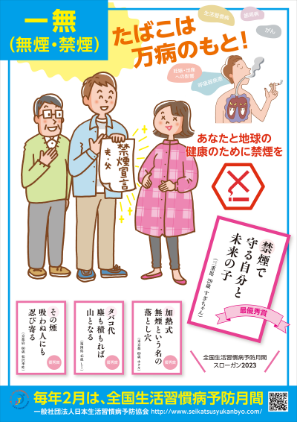 一無
(無煙・禁煙)
たばこは
万病のもと!
がん
あなたと地球の
健康のために禁煙を
禁煙宣言
夫・父
禁煙で
守る自分と
未来の子
最優秀賞
加熱式
無煙という名の
落とし穴
タバコ代
塵も積もれば
山となる
その煙
吸わぬ人にも
忍び寄る
全国生活習慣病予防月間
スローガン2023
毎年2月は、全国生活習慣病予防月間
一般社団法人日本生活習慣病予防協会 http://www.seikatsusyukanbyo.com/